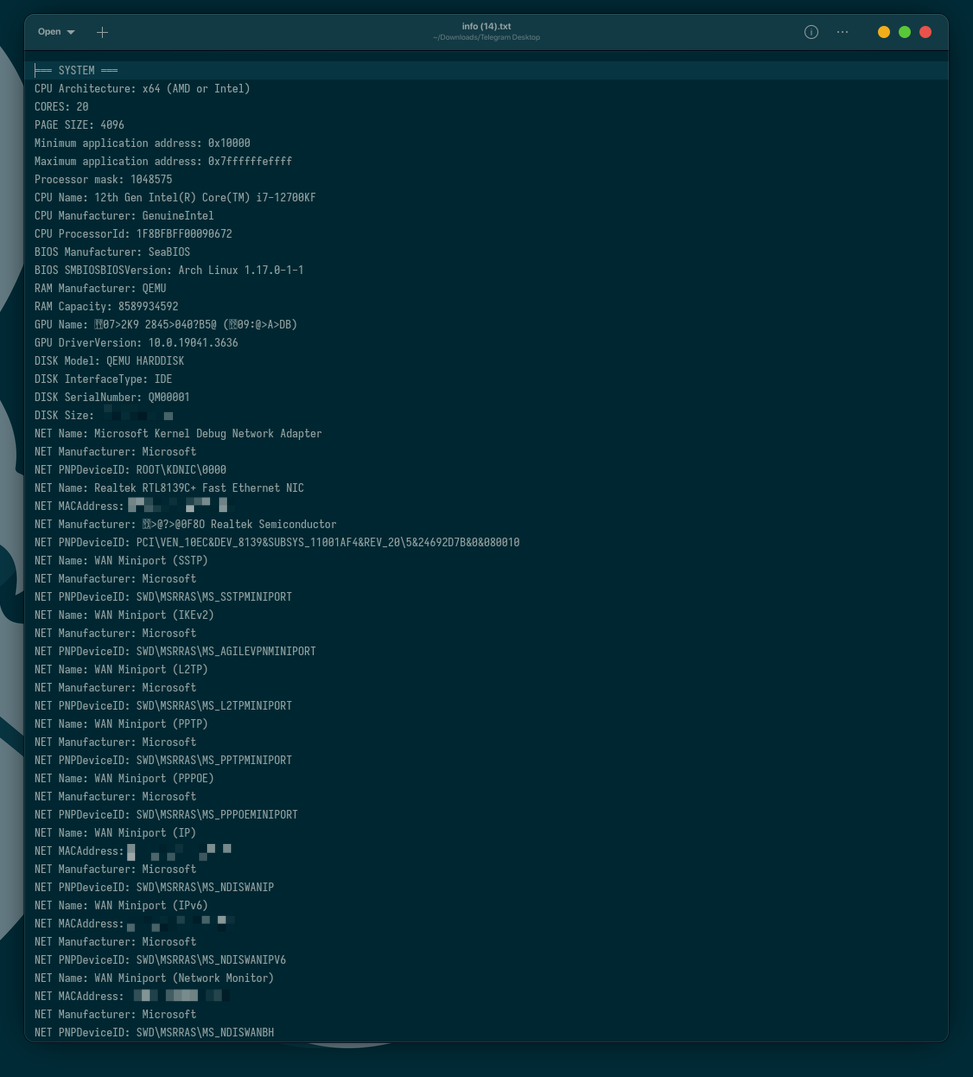 Open
info (14).txt
~/Downloads/Telegram Desktop
=== SYSTEM ===
CPU Architecture: x64 (AMD or Intel)
CORES: 20
PAGE SIZE: 4096
Minimum application address: 0x10000
Maximum application address: 0x7ffffffeffff
Processor mask: 1048575
CPU Name: 12th Gen Intel(R) Core(TM) i7-12700KF
CPU Manufacturer: GenuineIntel
CPU ProcessorId: 1F8BFBFF00090672
BIOS Manufacturer: SeaBIOS
BIOS SMBIOSBIOSVersion: Arch Linux 1.17.0-1-1
RAM Manufacturer: QEMU
RAM Capacity: 8589934592
GPU Name: 07>2K9 2845>040?B5@ (09:@>A>DB)
GPU DriverVersion: 10.0.19041.3636
DISK Model: QEMU HARDDISK
DISK InterfaceType: IDE
DISK SerialNumber: QM00001
DISK Size:
NET Name: Microsoft Kernel Debug Network Adapter
NET Manufacturer: Microsoft
NET PNPDeviceID: ROOT\KDNIC\0000
NET Name: Realtek RTL8139C+ Fast Ethernet NIC
NET MACAddress:
NET Manufacturer: >@?>@0F8O Realtek Semiconductor
NET PNPDeviceID: PCI\VEN_10EC&DEV_8139&SUBSYS_11001AF4&REV_20\5&24692D7B&0&080010
NET Name: WAN Miniport (SSTP)
NET Manufacturer: Microsoft
NET PNPDeviceID: SWD\MSRRAS\MS_SSTPMINIPORT
NET Name: WAN Miniport (IKEv2)
NET Manufacturer: Microsoft
NET PNPDeviceID: SWD\MSRRAS\MS_AGILEVPNMINIPORT
NET Name: WAN Miniport (L2TP)
NET Manufacturer: Microsoft
NET PNPDeviceID: SWD\MSRRAS\MS_L2TPMINIPORT
NET Name: WAN Miniport (PPTP)
NET Manufacturer: Microsoft
NET PNPDeviceID: SWD\MSRRAS\MS_PPTPMINIPORT
NET Name: WAN Miniport (PPPOE)
NET Manufacturer: Microsoft
NET PNPDeviceID: SWD\MSRRAS\MS_PPPOEMINIPORT
NET Name: WAN Miniport (IP)
NET MACAddress:
NET Manufacturer: Microsoft
NET PNPDeviceID: SWD\MSRRAS\MS_NDISWANIP
NET Name: WAN Miniport (IPv6)
NET MACAddress:
NET Manufacturer: Microsoft
NET PNPDeviceID: SWD\MSRRAS\MS_NDISWANIPV6
NET Name: WAN Miniport (Network Monitor)
NET MACAddress:
NET Manufacturer: Microsoft
NET PNPDeviceID: SWD\MSRRAS\MS_NDISWANBH